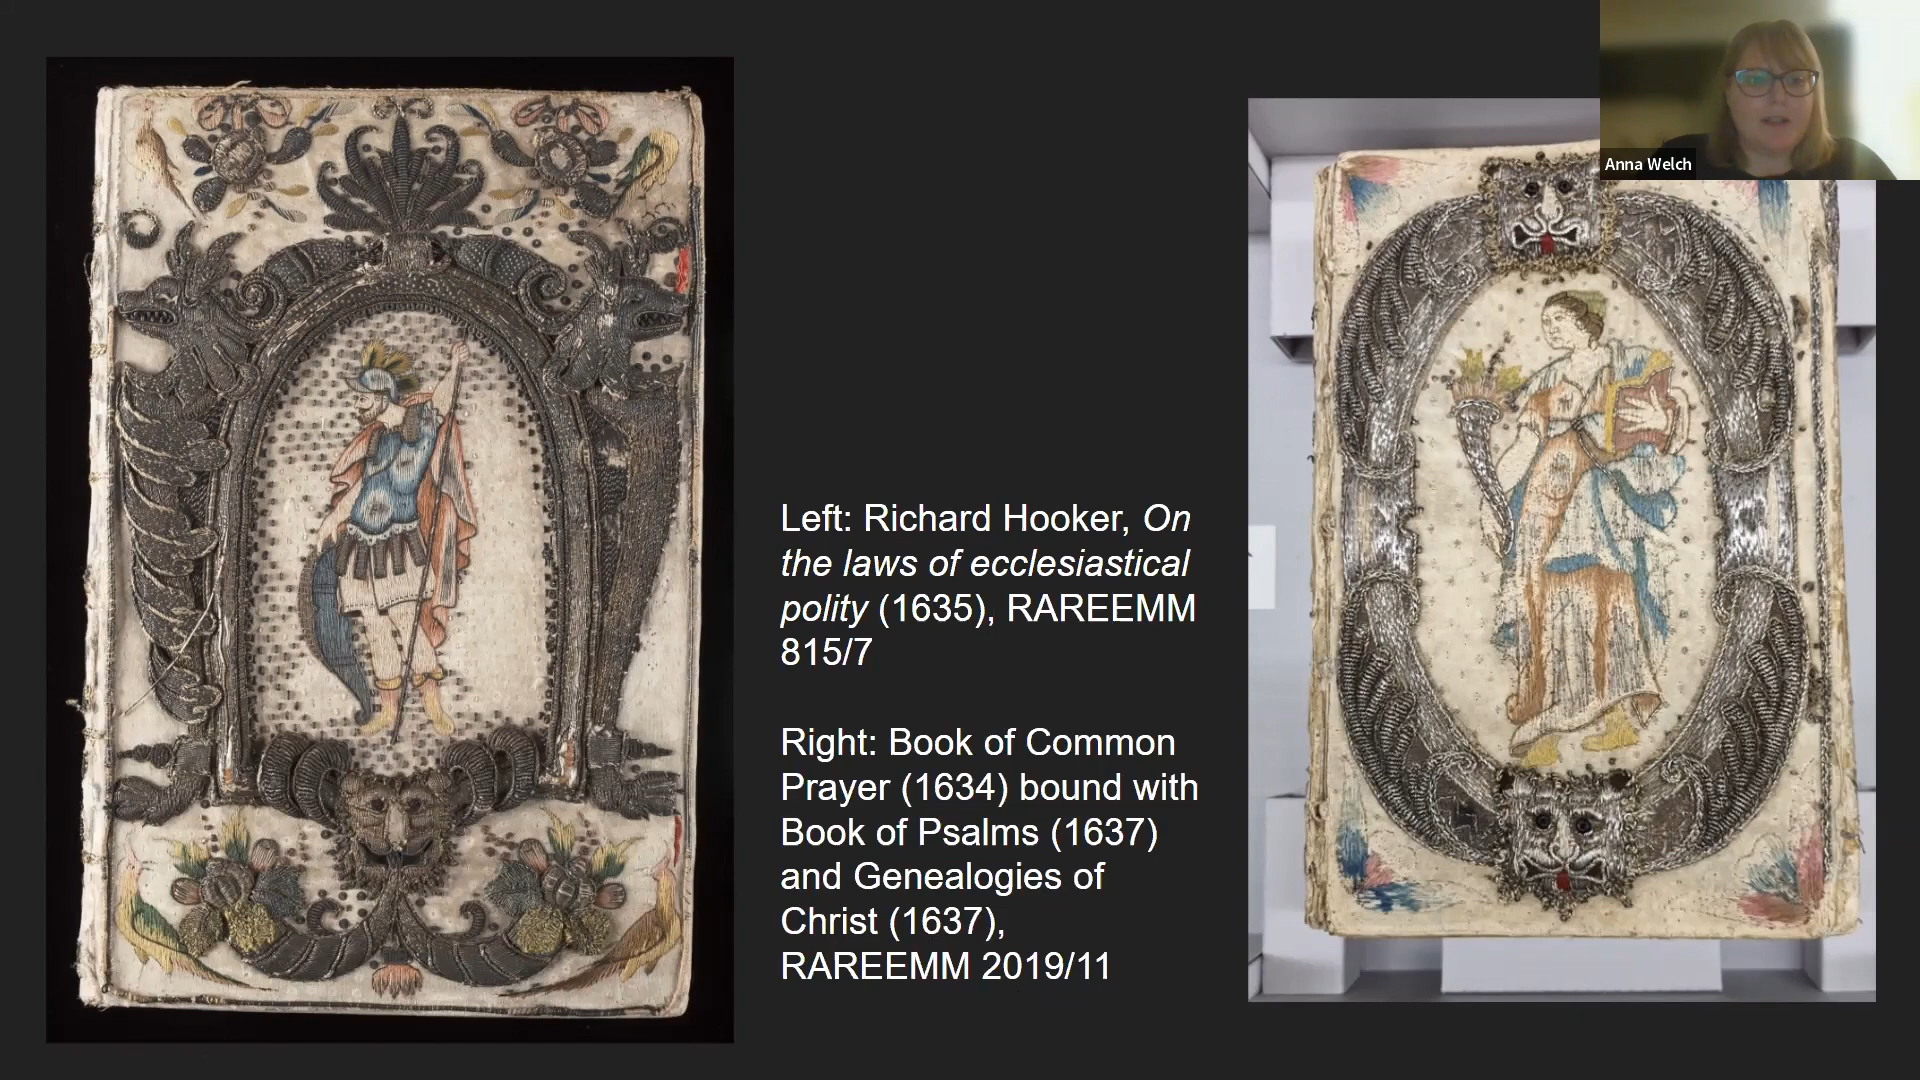 Anna Welch
Left: Richard Hooker, On
the laws of ecclesiastical
polity (1635), RAREEMM
815/7
Right: Book of Common
Prayer (1634) bound with
Book of Psalms (1637)
and Genealogies of
Christ (1637),
RAREEMM 2019/11